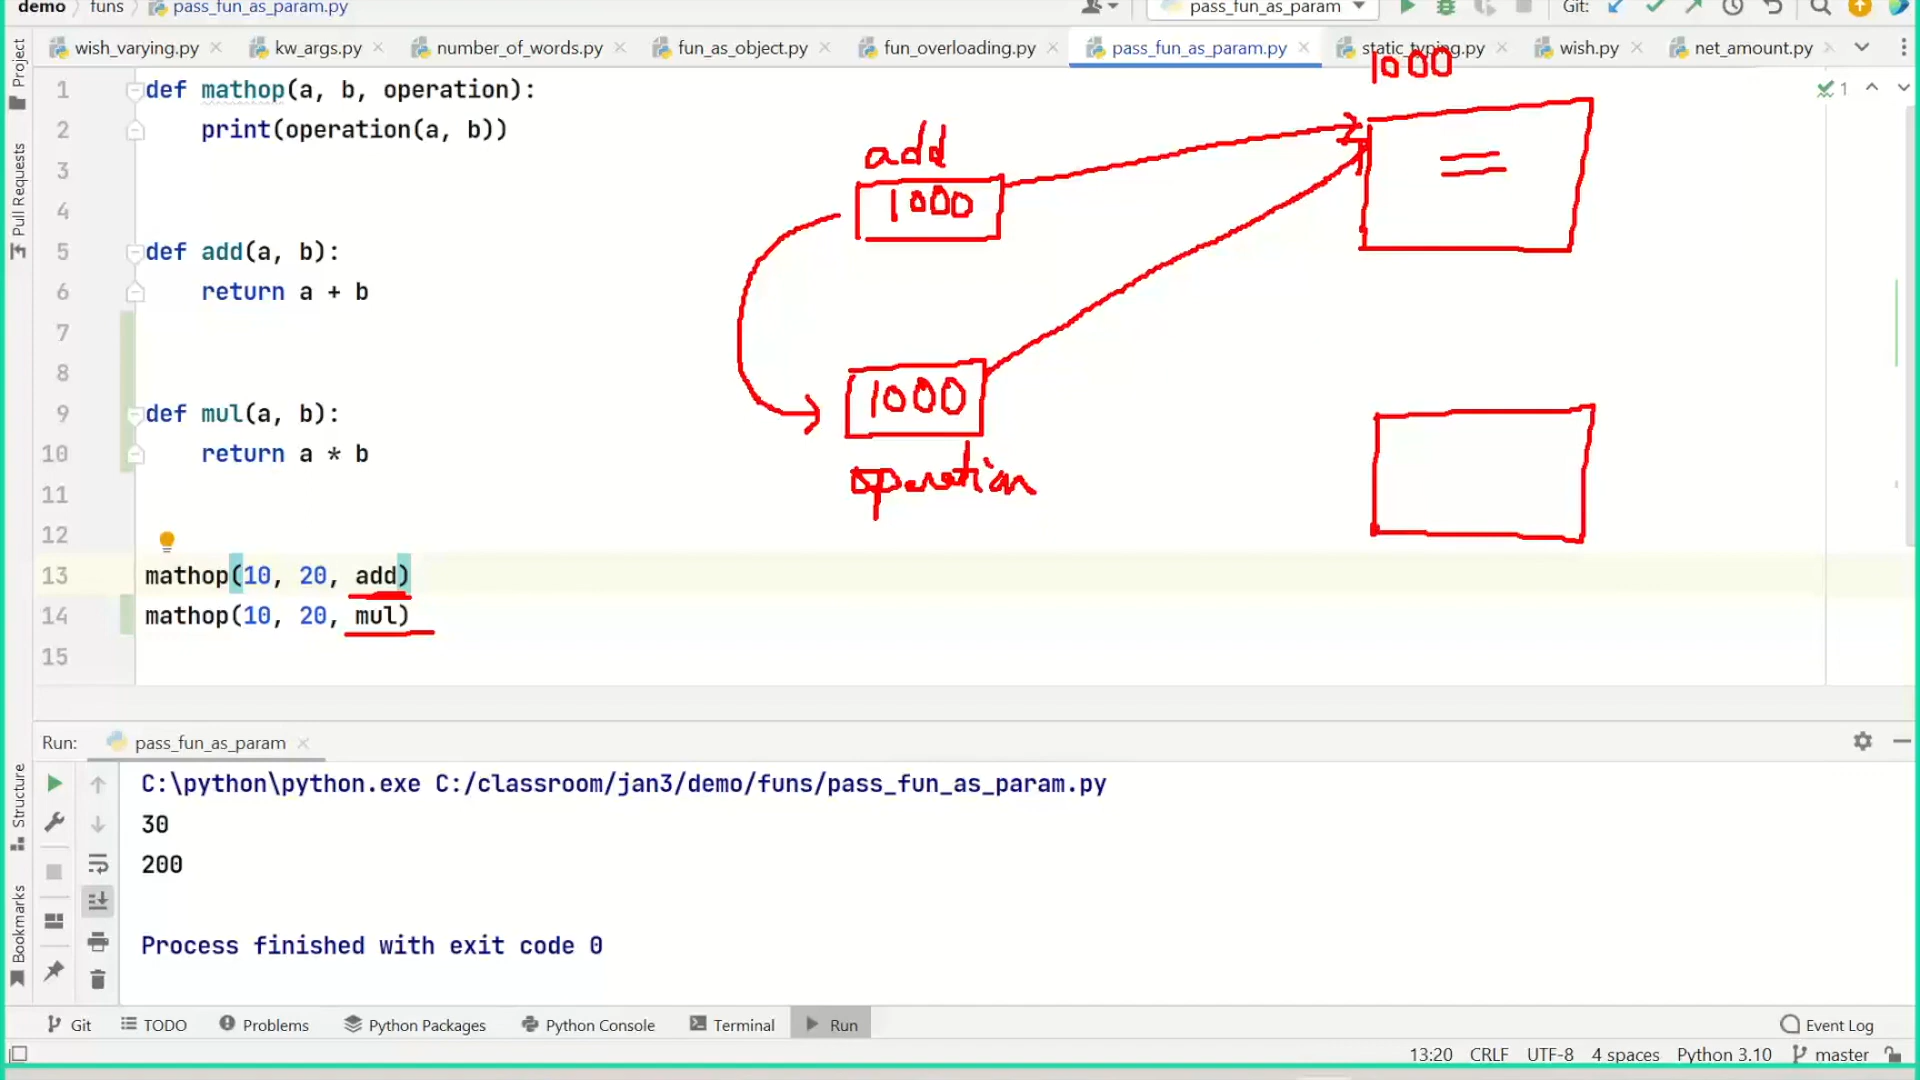 demo funs pass_fun_as_param.py
pass_fun_as_param Git:
wish_varying.py kw_args.py number_of_words.py fun_as_object.py fun_overloading.py pass_fun_as_param.py static_typing.py wish.py net_amount.py
1000
Project
Pull Requests
Structure
Bookmarks
1 def mathop(a, b, operation):
2     print(operation(a, b))
3
4
5 def add(a, b):
6     return a + b
7
8
9 def mul(a, b):
10     return a * b
11
12
13 mathop(10, 20, add)
14 mathop(10, 20, mul)
15
1
add
1000
1000
operation
Run: pass_fun_as_param
C:\python\python.exe C:/classroom/jan3/demo/funs/pass_fun_as_param.py
30
200
Process finished with exit code 0
Git TODO Problems Python Packages Python Console Terminal Run Event Log
13:20 CRLF UTF-8 4 spaces Python 3.10 master